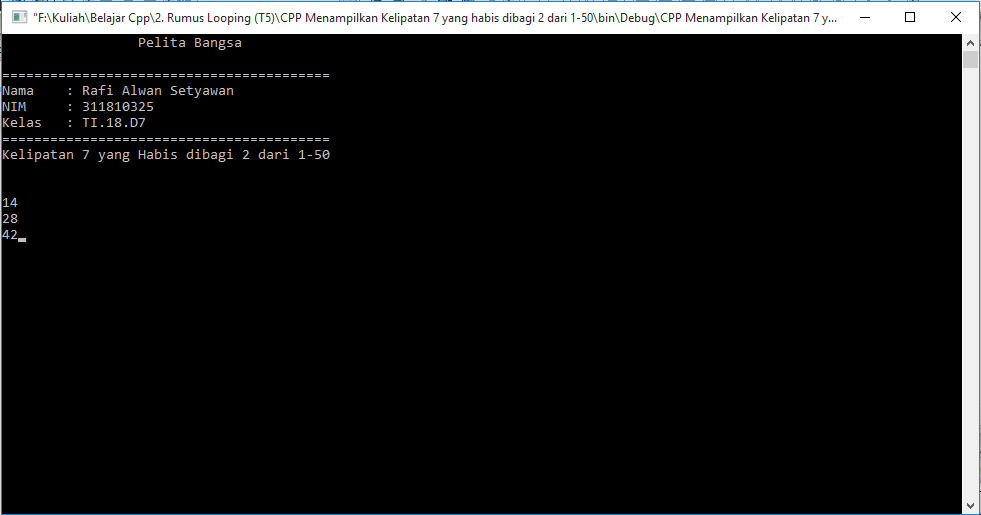 "F:\Kuliah\Belajar Cpp\2. Rumus Looping (T5)\CPP Menampilkan Kelipatan 7 yang habis dibagi 2 dari 1-50\bin\Debug\CPP Menampilkan Kelipatan 7 y...
Pelita Bangsa
=========================================
Nama    : Rafi Alwan Setyawan
NIM     : 311810325
Kelas   : TI.18.D7
=========================================
Kelipatan 7 yang Habis dibagi 2 dari 1-50
14
28
42